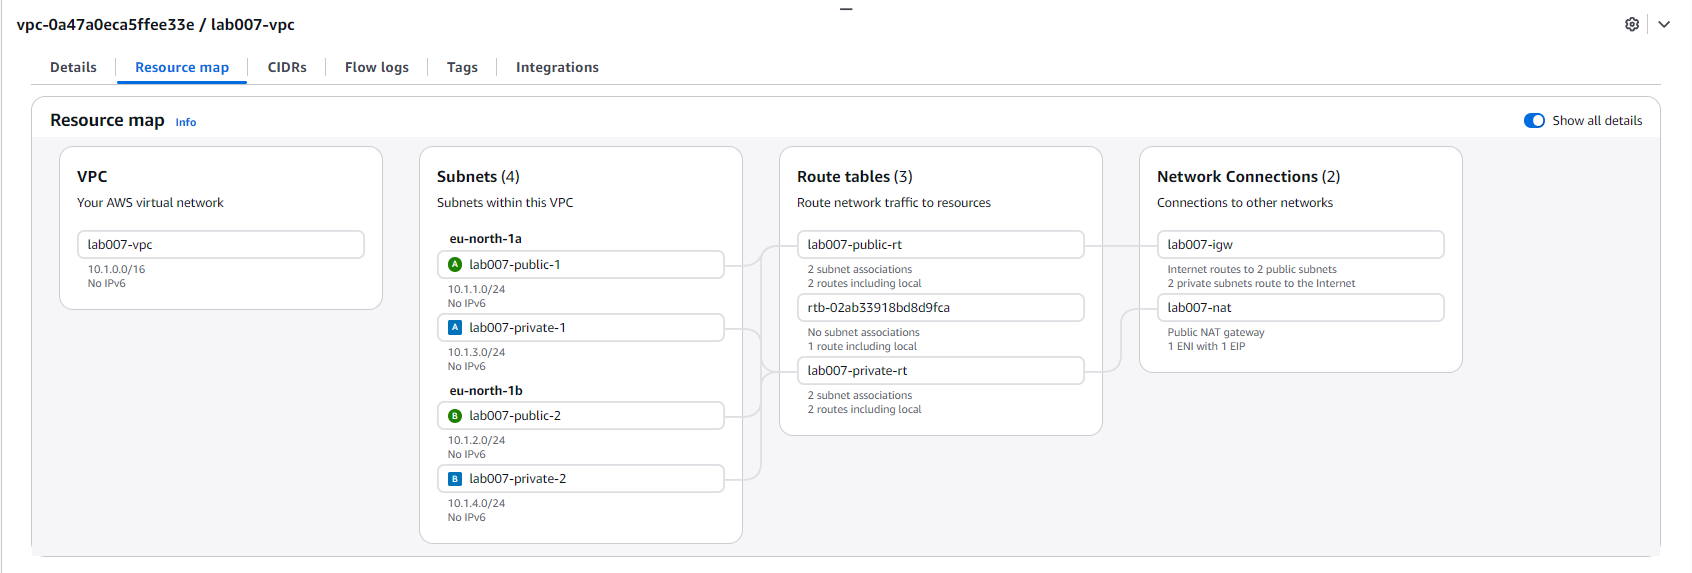 vpc-0a47a0eca5ffee33e / lab007-vpc
Details
Resource map
CIDRs
Flow logs
Tags
Integrations
Resource map Info
Show all details
VPC
Your AWS virtual network
lab007-vpc
10.1.0.0/16
No IPv6
Subnets (4)
Subnets within this VPC
eu-north-1a
A lab007-public-1
10.1.1.0/24
No IPv6
A lab007-private-1
10.1.3.0/24
No IPv6
eu-north-1b
B lab007-public-2
10.1.2.0/24
No IPv6
B lab007-private-2
10.1.4.0/24
No IPv6
Route tables (3)
Route network traffic to resources
lab007-public-rt
2 subnet associations
2 routes including local
rtb-02ab33918bd8d9fca
No subnet associations
1 route including local
lab007-private-rt
2 subnet associations
2 routes including local
Network Connections (2)
Connections to other networks
lab007-igw
Internet routes to 2 public subnets
2 private subnets route to the Internet
lab007-nat
Public NAT gateway
1 ENI with 1 EIP